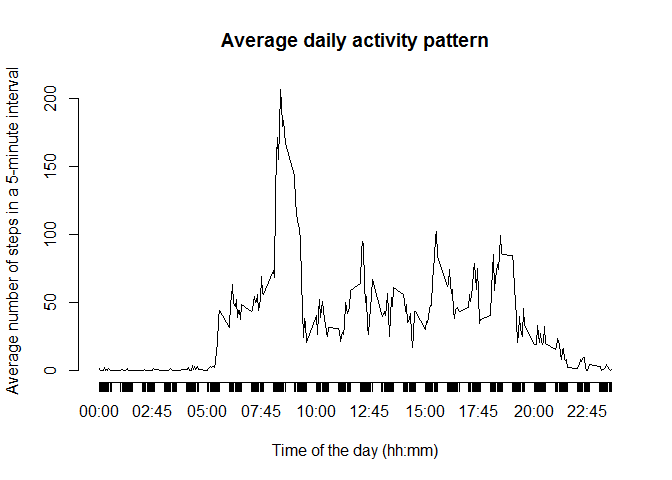 Average daily activity pattern
Average number of steps in a 5-minute interval
200
150
100
50
0
00:00 02:45 05:00 07:45 10:00 12:45 15:00 17:45 20:00 22:45
Time of the day (hh:mm)